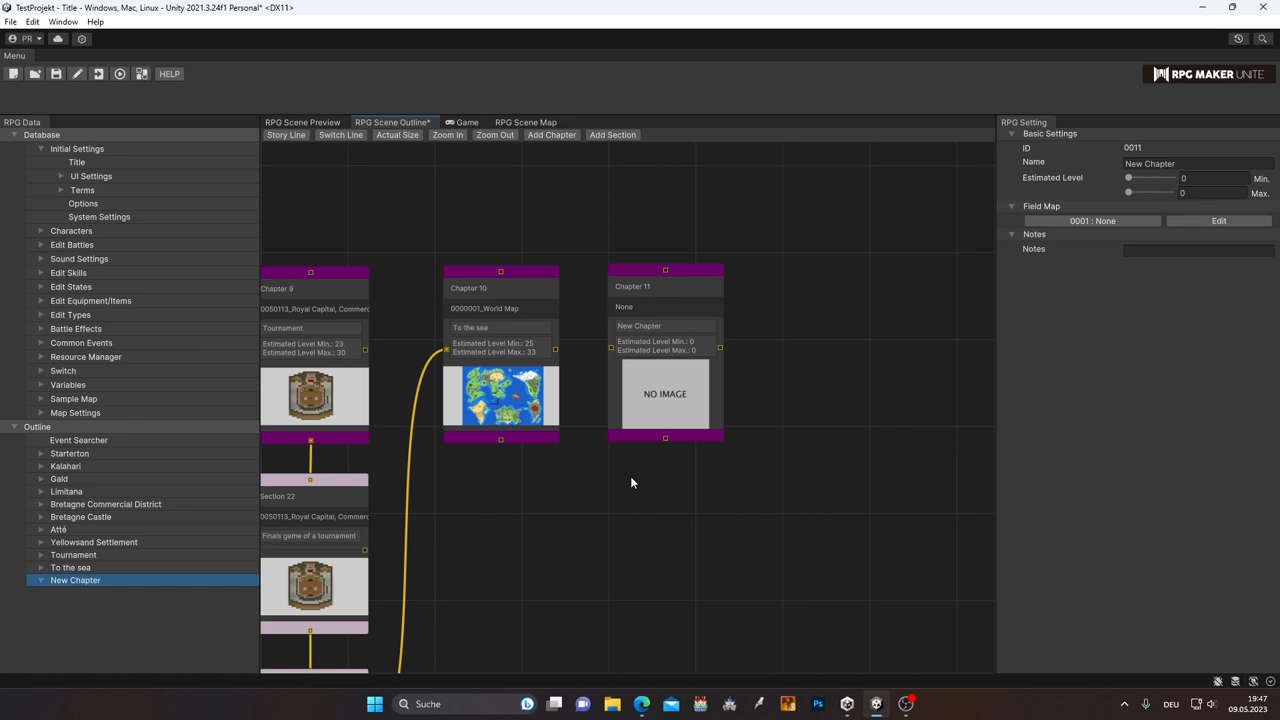 TestProjekt - Title - Windows, Mac, Linux - Unity 2021.3.24f1 Personal* <DX11>
File Edit Window Help
PR
Menu
HELP
RPG MAKER UNITE
RPG Data
Database
Initial Settings
Title
UI Settings
Terms
Options
System Settings
Characters
Edit Battles
Sound Settings
Edit Skills
Edit States
Edit Equipment/Items
Edit Types
Battle Effects
Common Events
Resource Manager
Switch
Variables
Sample Map
Map Settings
Outline
Event Searcher
Starterton
Kalahari
Gald
Limitana
Bretagne Commercial District
Bretagne Castle
Atté
Yellowsand Settlement
Tournament
To the sea
New Chapter
RPG Scene Preview RPG Scene Outline* Game RPG Scene Map
Story Line Switch Line Actual Size Zoom In Zoom Out Add Chapter Add Section
Chapter 9
0050113_Royal Capital, Commerc
Tournament
Estimated Level Min.: 23
Estimated Level Max.: 30
Section 22
0050113_Royal Capital, Commerc
Finals game of a tournament
Chapter 10
0000001_World Map
To the sea
Estimated Level Min.: 25
Estimated Level Max.: 33
Chapter 11
None
New Chapter
Estimated Level Min.: 0
Estimated Level Max.: 0
NO IMAGE
RPG Setting
Basic Settings
ID 0011
Name New Chapter
Estimated Level 0 Min.
0 Max.
Field Map
0001 : None Edit
Notes
Notes
Suche
Ps
DEU
19:47
09.05.2023